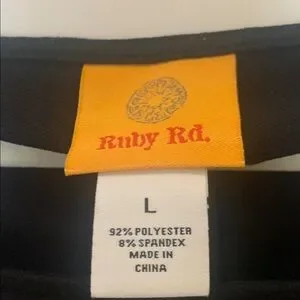 Ruby Rd.
L
92% POLYESTER
8% SPANDEX
MADE IN
CHINA